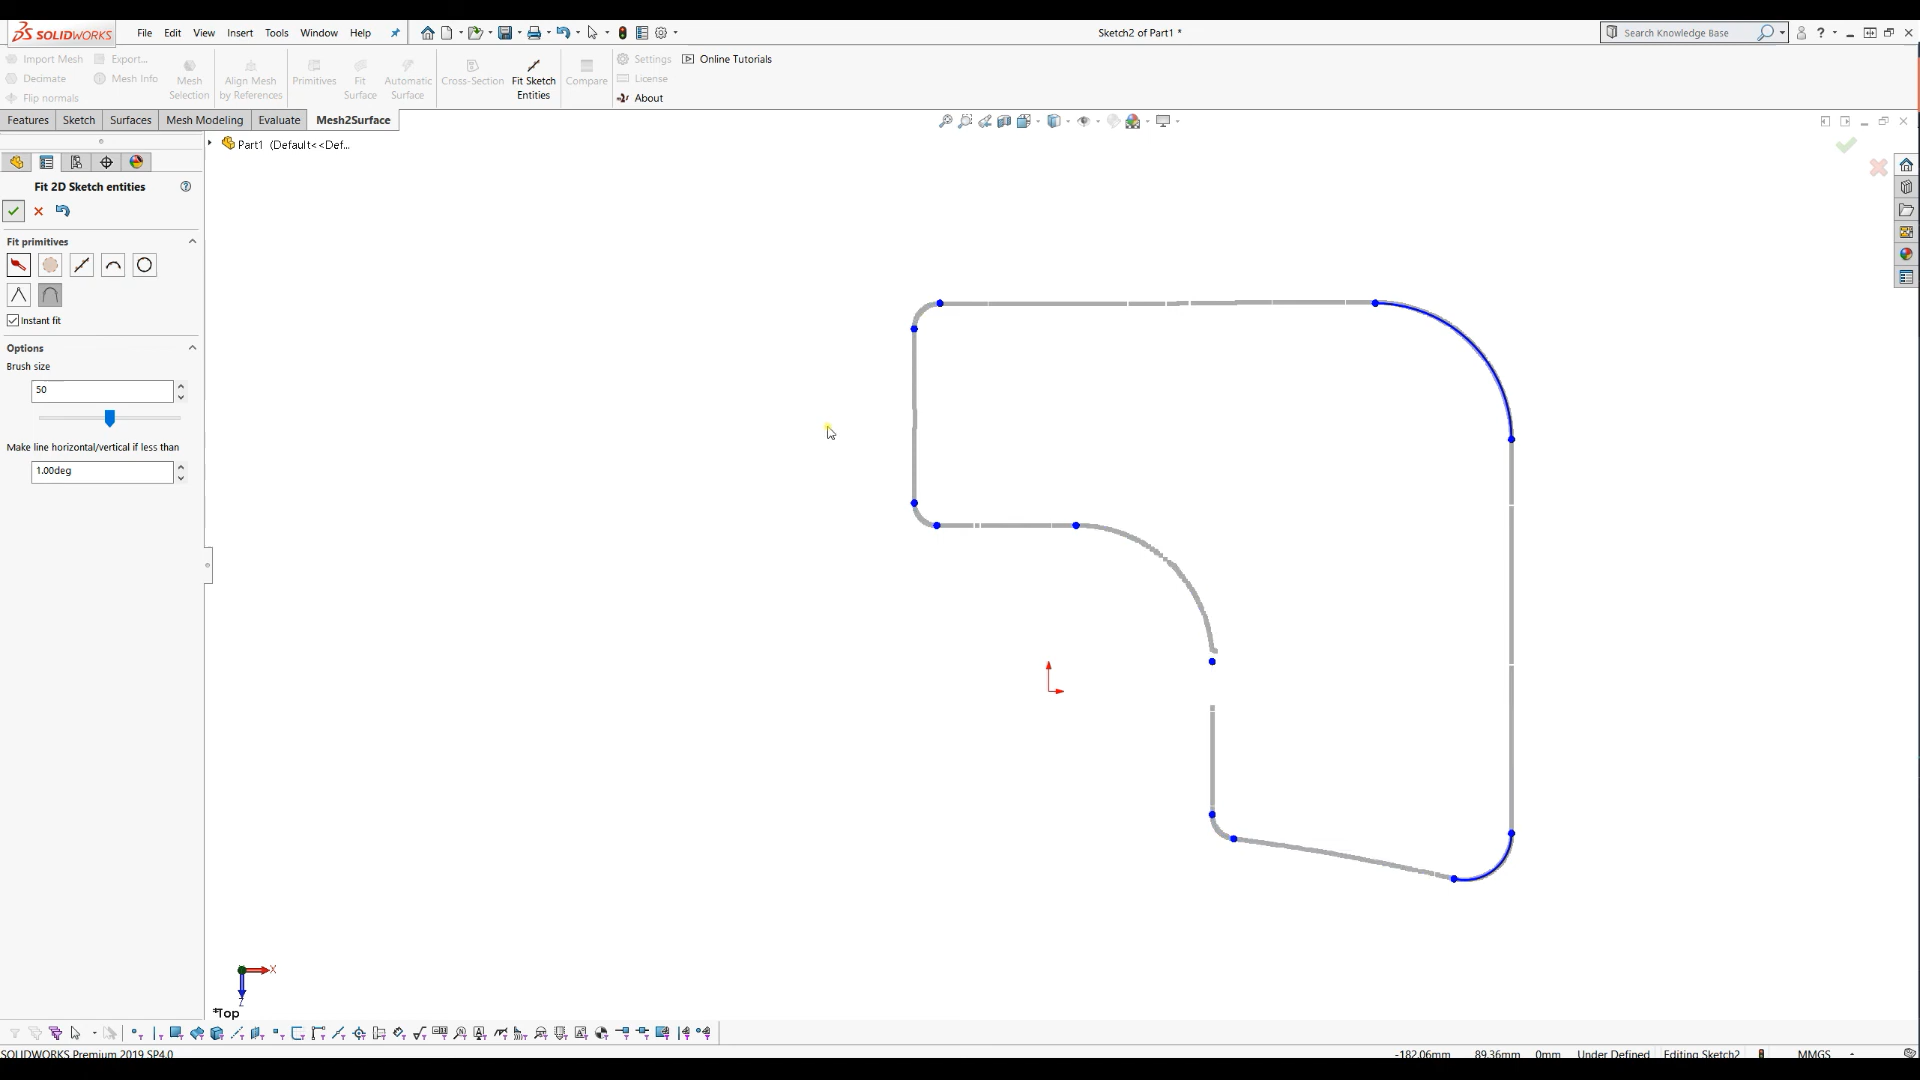 SOLIDWORKS
File Edit View Insert Tools Window Help
Sketch2 of Part1 *
Search Knowledge Base
Import Mesh
Export...
Decimate
Mesh Info
Flip normals
Mesh Selection
Align Mesh by References
Primitives
Fit Surface
Automatic Surface
Cross-Section
Fit Sketch Entities
Compare
Settings
Online Tutorials
License
About
Features Sketch Surfaces Mesh Modeling Evaluate Mesh2Surface
Part1 (Default<<Def...
Fit 2D Sketch entities
Fit primitives
Instant fit
Options
Brush size
50
Make line horizontal/vertical if less than
1.00deg
X
Z
*Top
SOLIDWORKS Premium 2019 SP4.0
-182.06mm 89.36mm 0mm Under Defined Editing Sketch2 MMGS